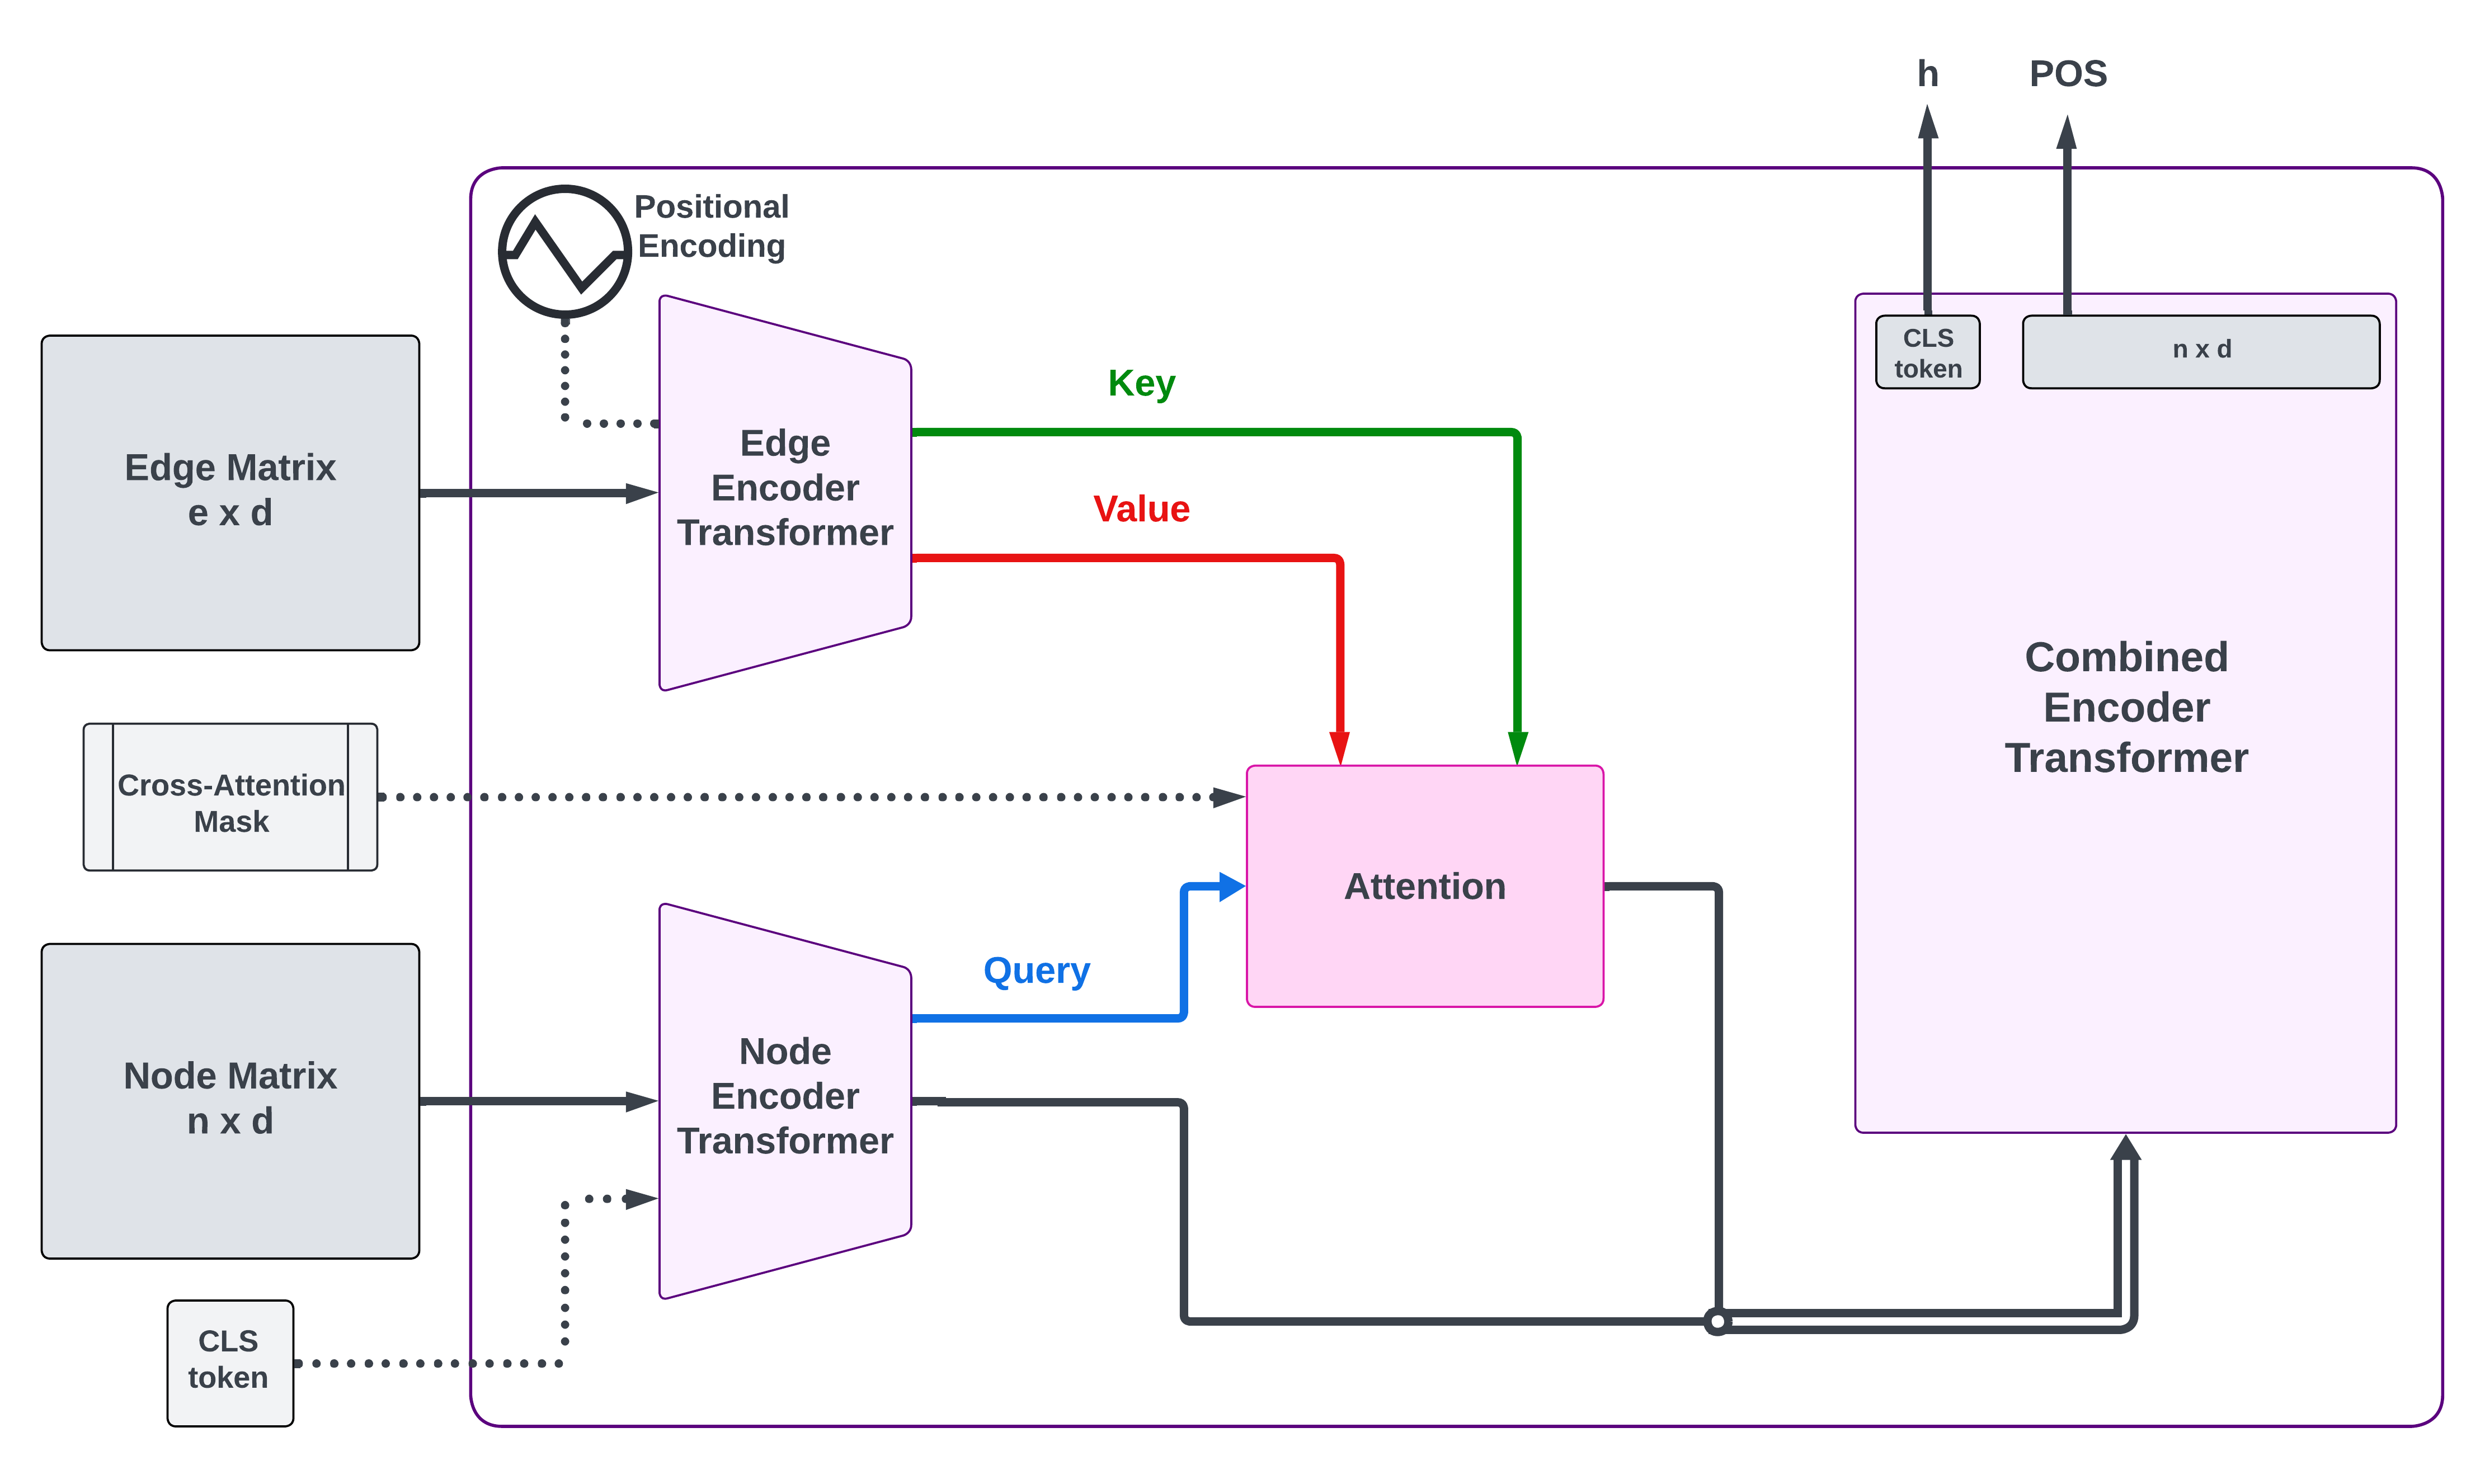 h
POS
Positional
Encoding
CLS
token
n x d
Edge Matrix
e x d
Edge
Encoder
Transformer
Key
Value
Combined
Encoder
Transformer
Cross-Attention
Mask
Attention
Query
Node Matrix
n x d
Node
Encoder
Transformer
CLS
token